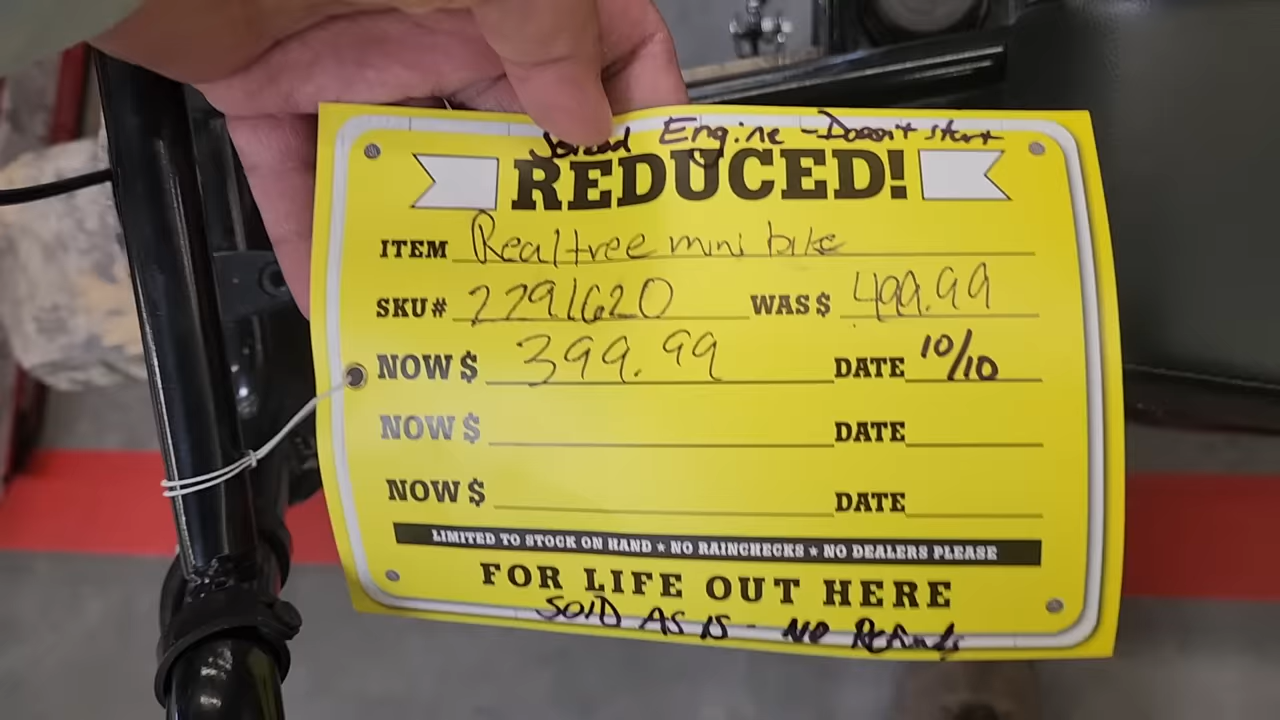 Engine - Doesn't start
REDUCED!
ITEM Realtree mini bike
SKU# 2291620 WAS $ 499.99
NOW $ 399.99 DATE 10/10
NOW $ DATE
NOW $ DATE
LIMITED TO STOCK ON HAND ★ NO RAINCHECKS ★ NO DEALERS PLEASE
FOR LIFE OUT HERE
SOLD AS IS - NO Refunds